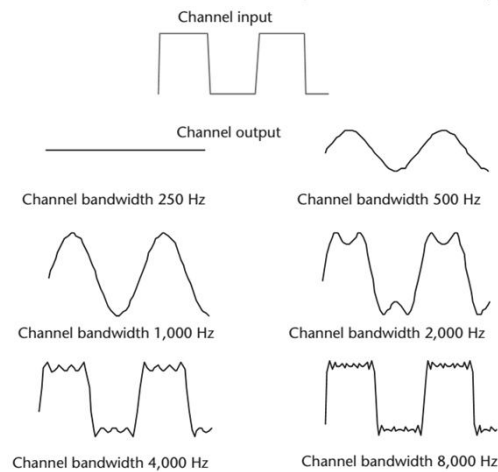 Channel input
Channel output
Channel bandwidth 250 Hz
Channel bandwidth 500 Hz
Channel bandwidth 1,000 Hz
Channel bandwidth 2,000 Hz
Channel bandwidth 4,000 Hz
Channel bandwidth 8,000 Hz